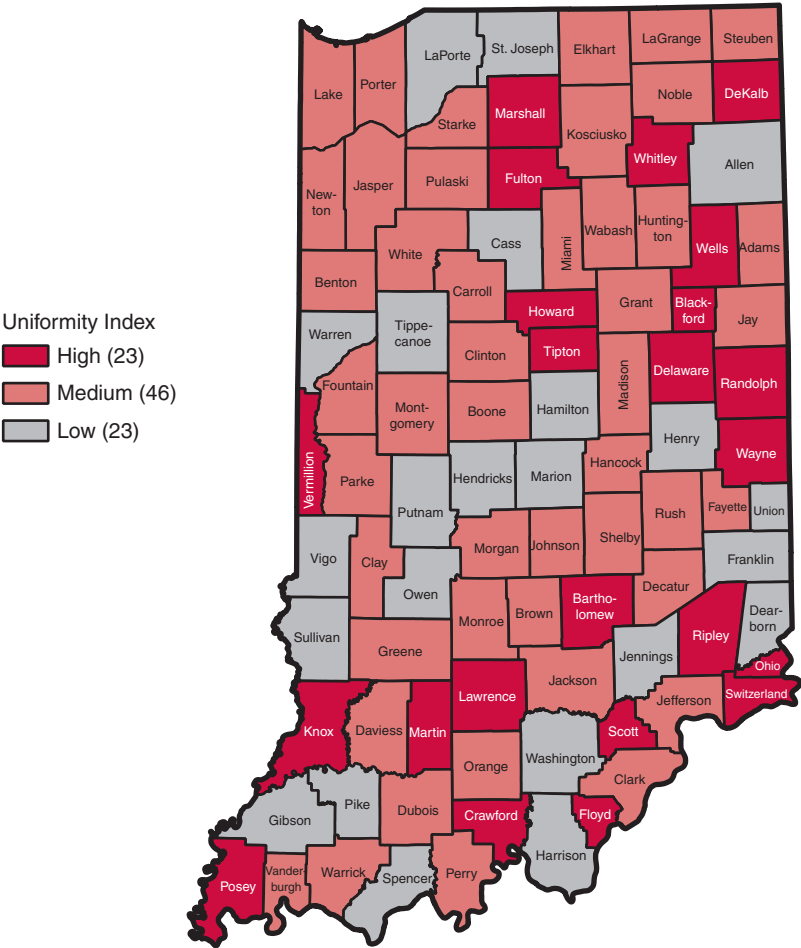 LaPorte
St. Joseph
Elkhart
LaGrange
Steuben
Lake
Porter
Starke
Marshall
Kosciusko
Noble
DeKalb
Whitley
Allen
New-
ton
Jasper
Pulaski
Fulton
White
Cass
Miami
Wabash
Hunting-
ton
Wells
Adams
Benton
Carroll
Howard
Grant
Black-
ford
Jay
Uniformity Index
High (23)
Medium (46)
Low (23)
Warren
Tippe-
canoe
Clinton
Tipton
Madison
Delaware
Randolph
Fountain
Mont-
gomery
Boone
Hamilton
Henry
Wayne
Vermillion
Parke
Putnam
Hendricks
Marion
Hancock
Rush
Fayette
Union
Vigo
Clay
Owen
Morgan
Johnson
Shelby
Franklin
Decatur
Sullivan
Greene
Monroe
Brown
Bartho-
lomew
Jennings
Ripley
Dear-
born
Ohio
Switzerland
Knox
Daviess
Martin
Lawrence
Jackson
Jefferson
Scott
Orange
Washington
Clark
Gibson
Pike
Dubois
Crawford
Floyd
Harrison
Posey
Vander-
burgh
Warrick
Spencer
Perry